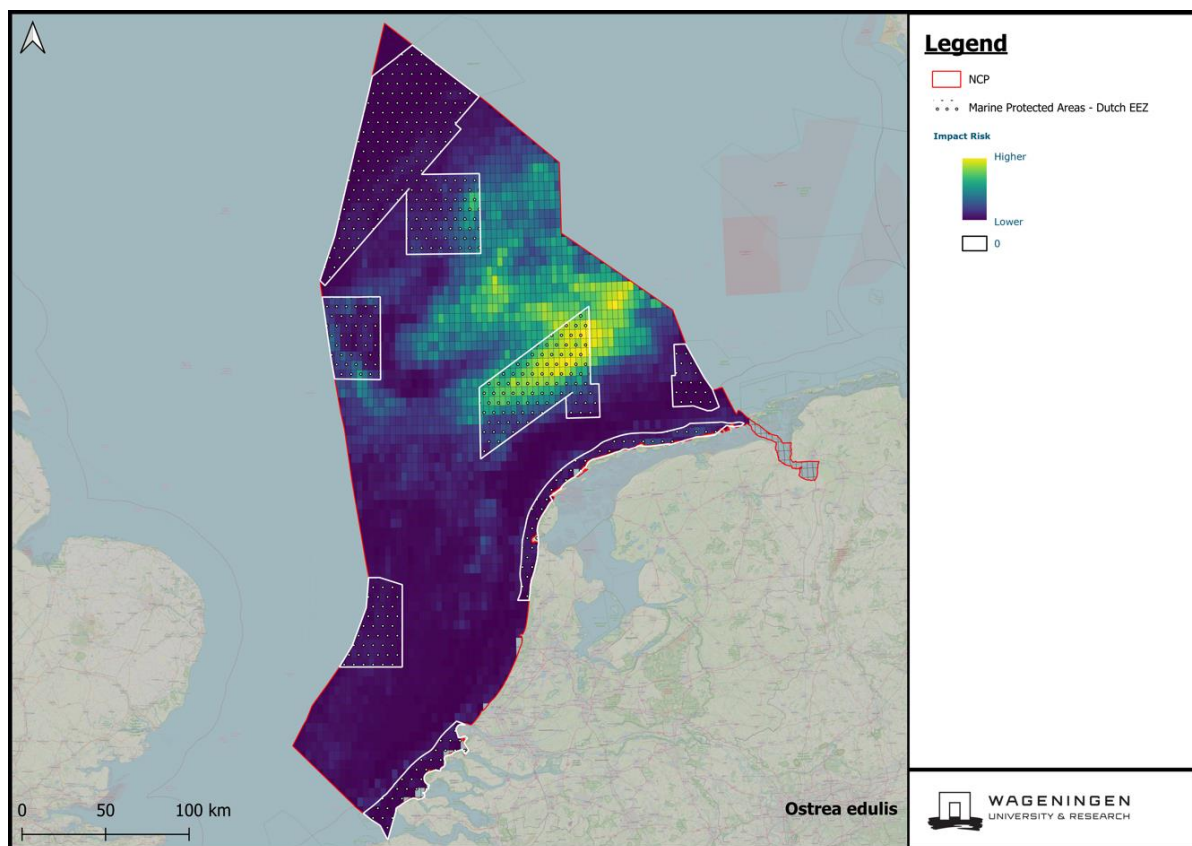 Legend
NCP
Marine Protected Areas - Dutch EEZ
Impact Risk
Higher
Lower
0
0 50 100 km
Ostrea edulis
WAGENINGEN
UNIVERSITY & RESEARCH